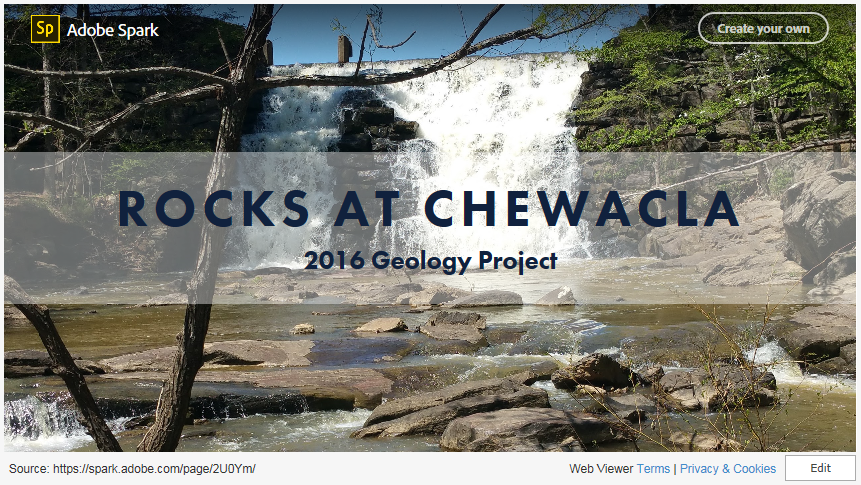 Sp Adobe Spark
Create your own
ROCKS AT CHEWACLA
2016 Geology Project
Source: https://spark.adobe.com/page/2U0Ym/
Web Viewer Terms | Privacy & Cookies
Edit